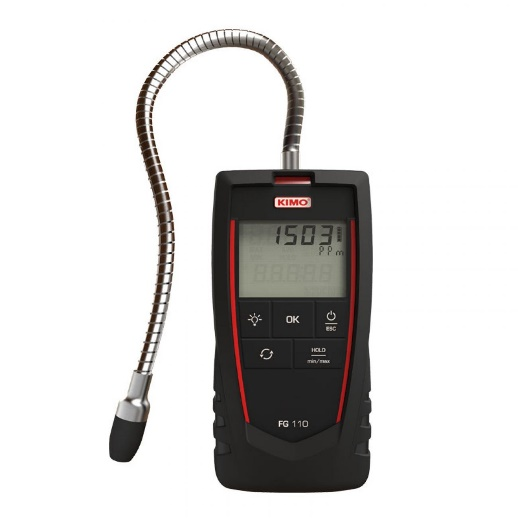 KIMO
1503
PPm
OK
ESC
HOLD
min/max
FG 110